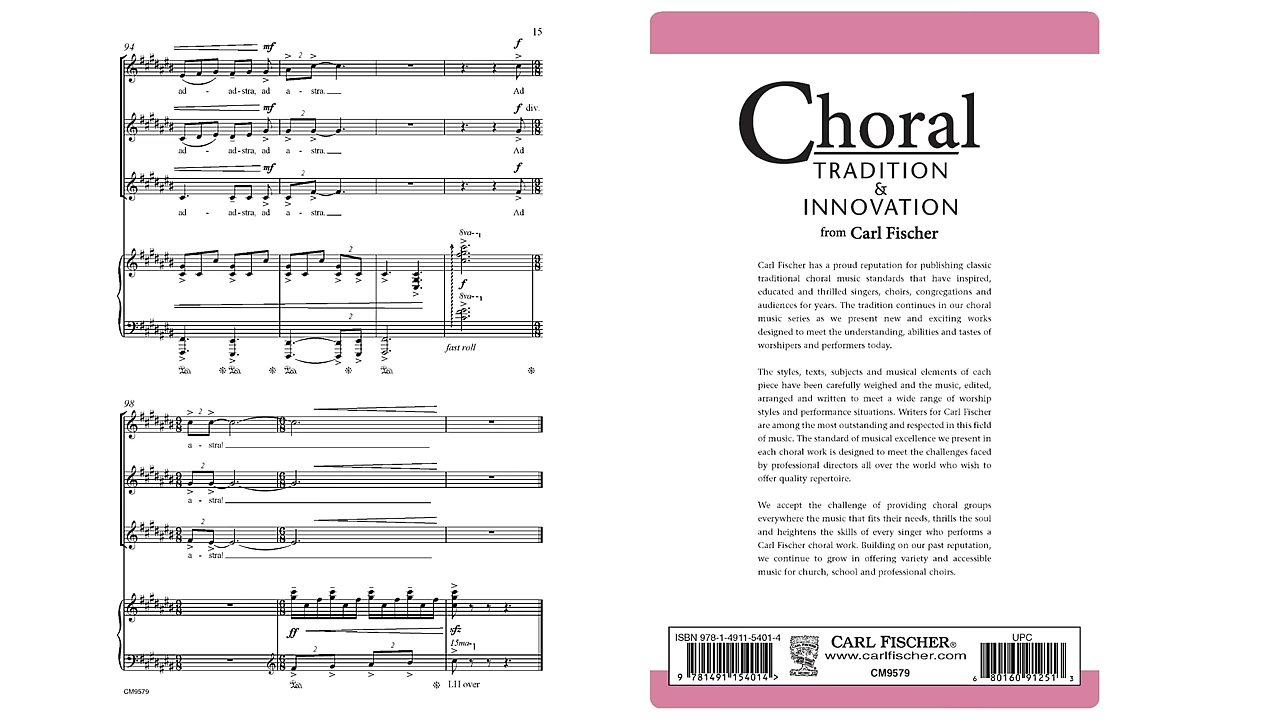 15
94
mf
2
f
ad - ad-stra, ad a - stra. Ad
mf
2
f div.
ad - ad-stra, ad a - stra. Ad
mf
2
f
ad - ad-stra, ad a - stra. Ad
8va
2
f
8va
2
fast roll
98
2
a - stra!
2
a - stra!
2
a - stra!
ff
sfz
15ma
2
2
LH over
CM9579
Choral
TRADITION
&
INNOVATION
from Carl Fischer
Carl Fischer has a proud reputation for publishing classic
traditional choral music standards that have inspired,
educated and thrilled singers, choirs, congregations and
audiences for years. The tradition continues in our choral
music series as we present new and exciting works
designed to meet the understanding, abilities and tastes of
worshipers and performers today.
The styles, texts, subjects and musical elements of each
piece have been carefully weighed and the music, edited,
arranged and written to meet a wide range of worship
styles and performance situations. Writers for Carl Fischer
are among the most outstanding and respected in this field
of music. The standard of musical excellence we present in
each choral work is designed to meet the challenges faced
by professional directors all over the world who wish to
offer quality repertoire.
We accept the challenge of providing choral groups
everywhere the music that fits their needs, thrills the soul
and heightens the skills of every singer who performs a
Carl Fischer choral work. Building on our past reputation,
we continue to grow in offering variety and accessible
music for church, school and professional choirs.
ISBN 978-1-4911-5401-4
9 781491 154014 >
CARL FISCHER®
www.carlfischer.com
CM9579
UPC
6 80160 91251 3